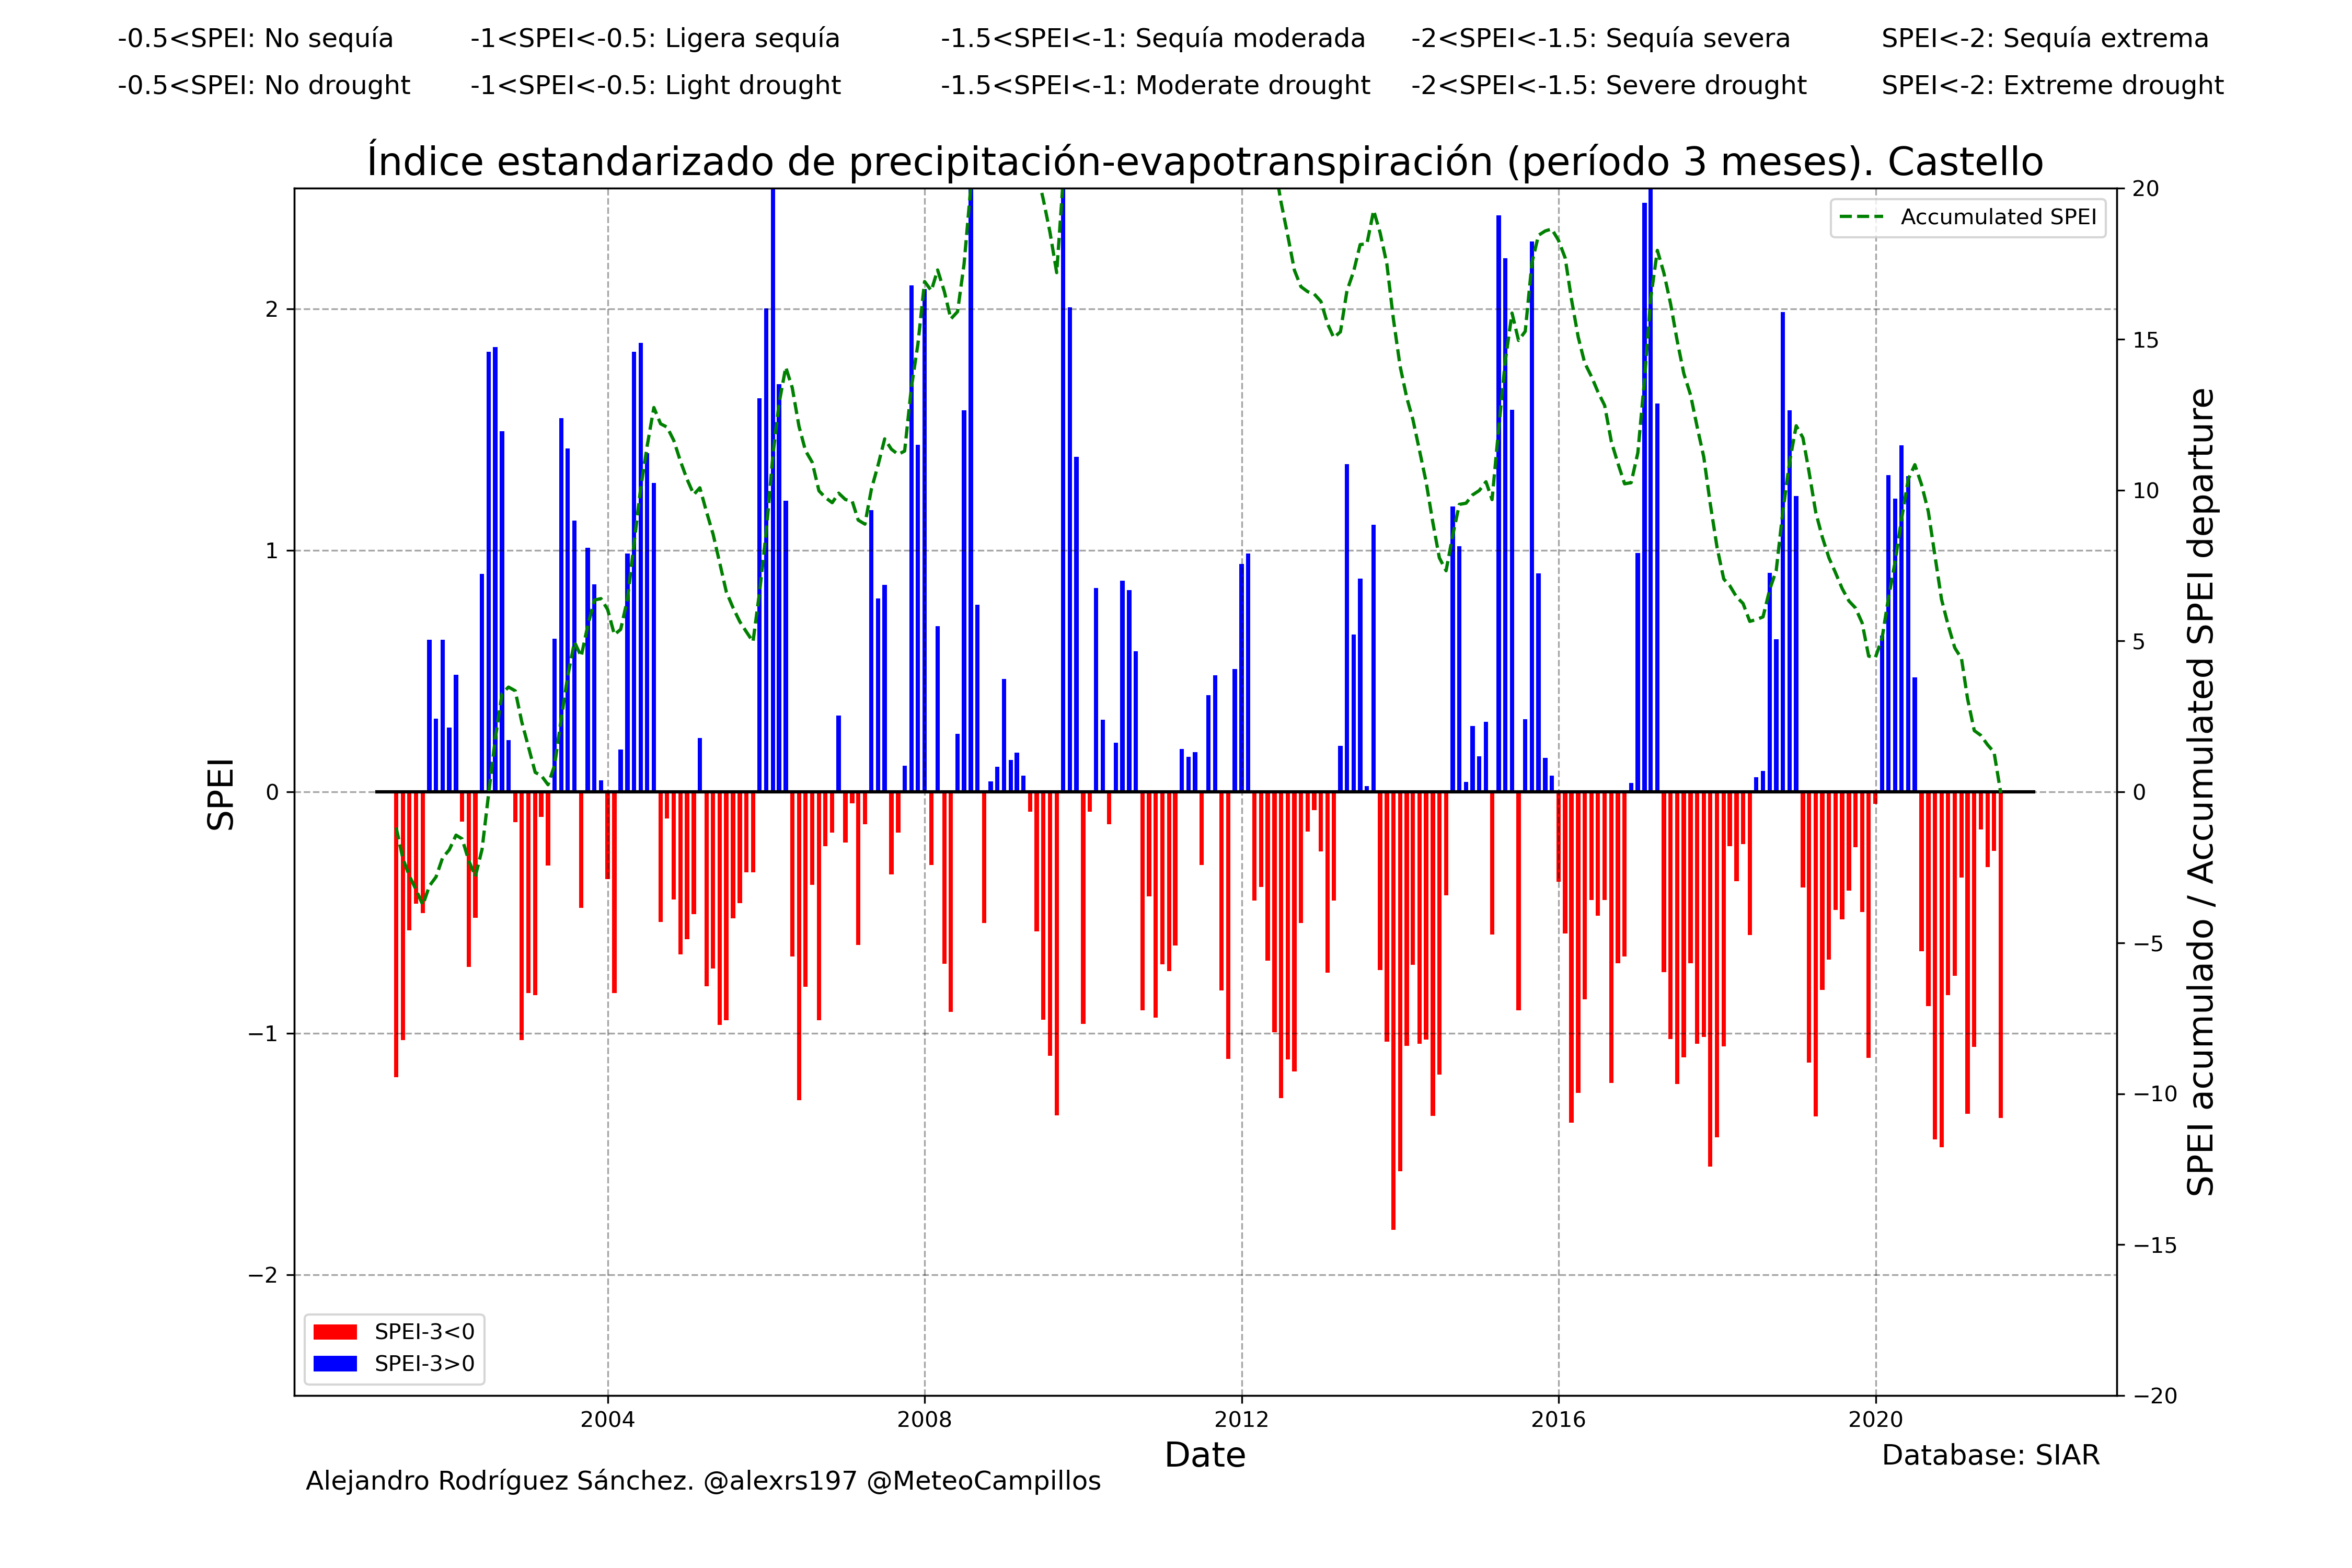 -0.5<SPEI: No sequía -1<SPEI<-0.5: Ligera sequía -1.5<SPEI<-1: Sequía moderada -2<SPEI<-1.5: Sequía severa SPEI<-2: Sequía extrema
-0.5<SPEI: No drought -1<SPEI<-0.5: Light drought -1.5<SPEI<-1: Moderate drought -2<SPEI<-1.5: Severe drought SPEI<-2: Extreme drought
Índice estandarizado de precipitación-evapotranspiración (período 3 meses). Castello
Accumulated SPEI
SPEI
2
1
0
−1
−2
20
15
10
5
0
−5
−10
−15
−20
SPEI acumulado / Accumulated SPEI departure
SPEI-3<0
SPEI-3>0
2004 2008 2012 2016 2020
Date
Database: SIAR
Alejandro Rodríguez Sánchez. @alexrs197 @MeteoCampillos